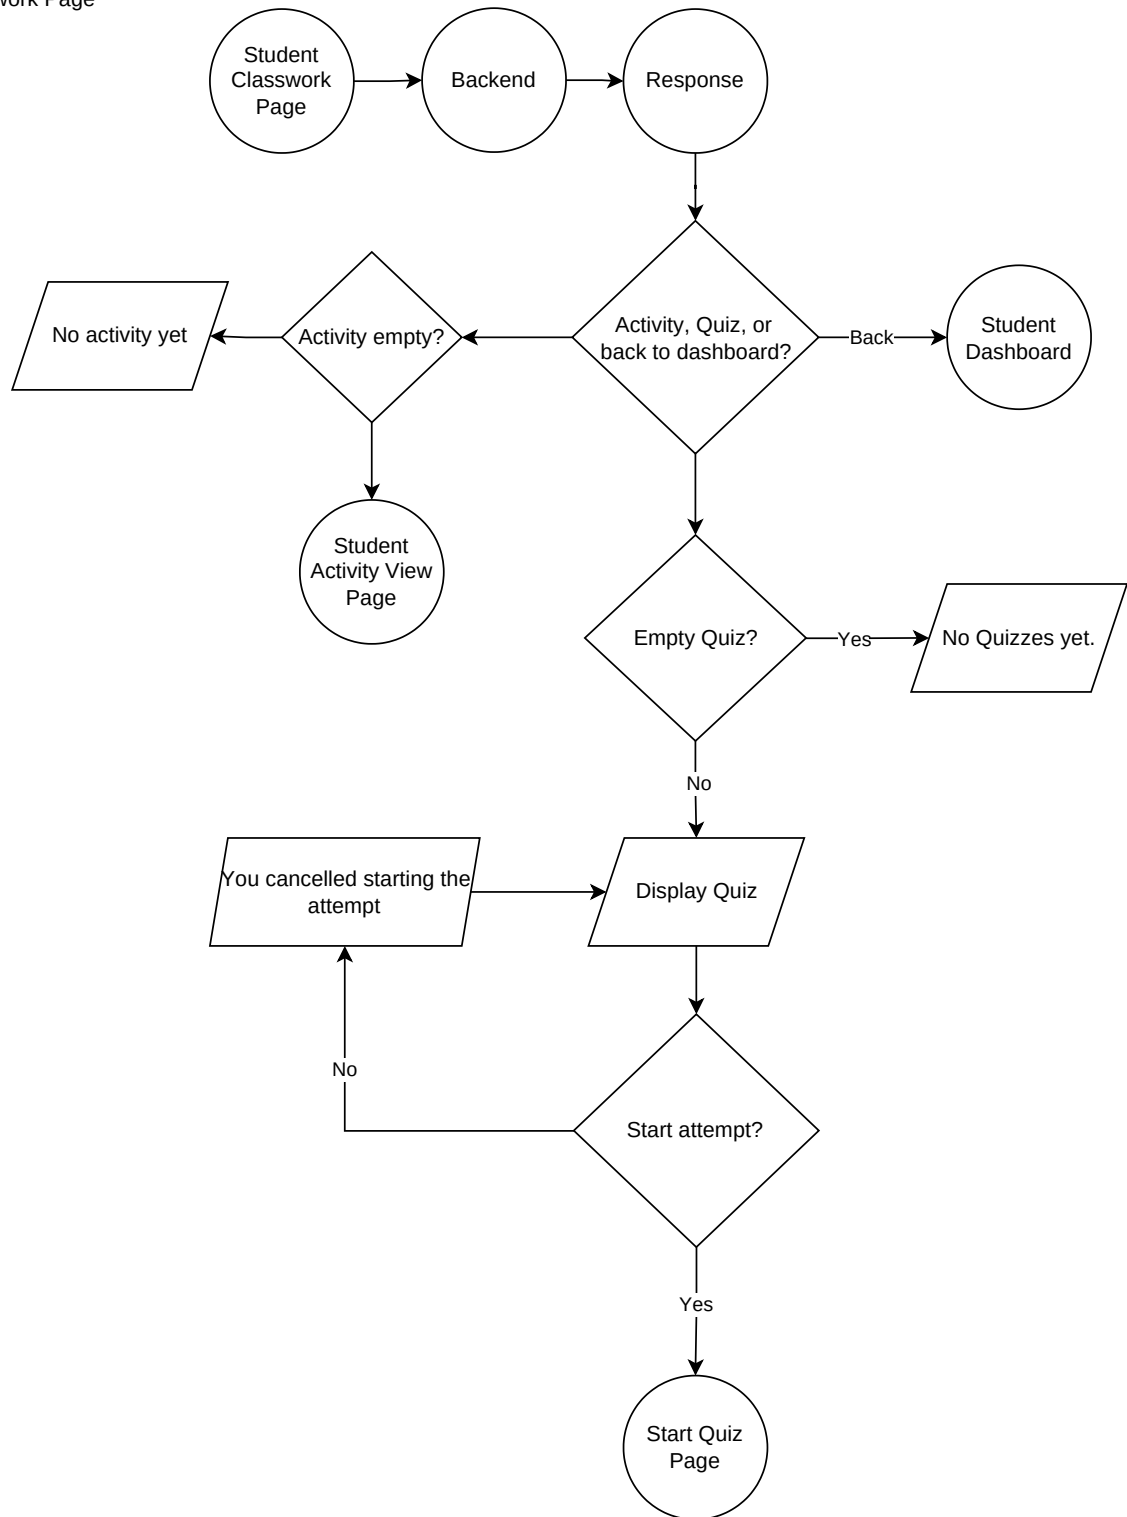 Page
Student
Classwork
Page
Backend
Response
No activity yet
Activity empty?
Activity, Quiz, or
back to dashboard?
Back
Student
Dashboard
Student
Activity View
Page
Empty Quiz?
Yes
No Quizzes yet.
No
You cancelled starting the
attempt
Display Quiz
No
Start attempt?
Yes
Start Quiz
Page